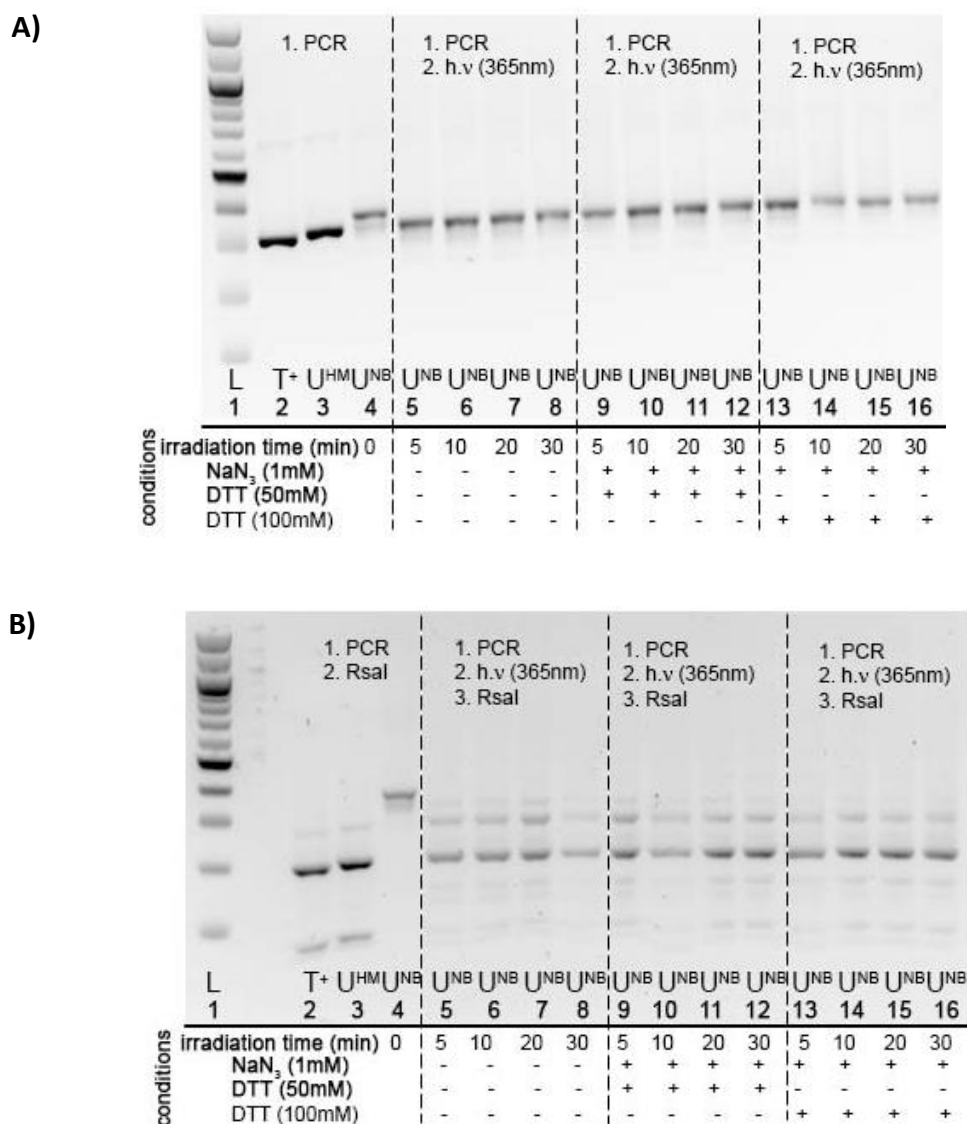 A)
1. PCR
1. PCR
2. h.ν (365nm)
1. PCR
2. h.ν (365nm)
1. PCR
2. h.ν (365nm)
L T+ UHM UNB UNB UNB UNB UNB UNB UNB UNB UNB UNB UNB UNB UNB
1 2 3 4 5 6 7 8 9 10 11 12 13 14 15 16
conditions
irradiation time (min) 0 5 10 20 30 5 10 20 30 5 10 20 30
NaN3 (1mM) - - - - + + + + + + + +
DTT (50mM) - - - - + + + + - - - -
DTT (100mM) - - - - - - - - + + + +
B)
1. PCR
2. RsaI
1. PCR
2. h.ν (365nm)
3. RsaI
1. PCR
2. h.ν (365nm)
3. RsaI
1. PCR
2. h.ν (365nm)
3. RsaI
L T+ UHM UNB UNB UNB UNB UNB UNB UNB UNB UNB UNB UNB UNB UNB
1 2 3 4 5 6 7 8 9 10 11 12 13 14 15 16
conditions
irradiation time (min) 0 5 10 20 30 5 10 20 30 5 10 20 30
NaN3 (1mM) - - - - + + + + + + + +
DTT (50mM) - - - - + + + + - - - -
DTT (100mM) - - - - - - - - + + + +